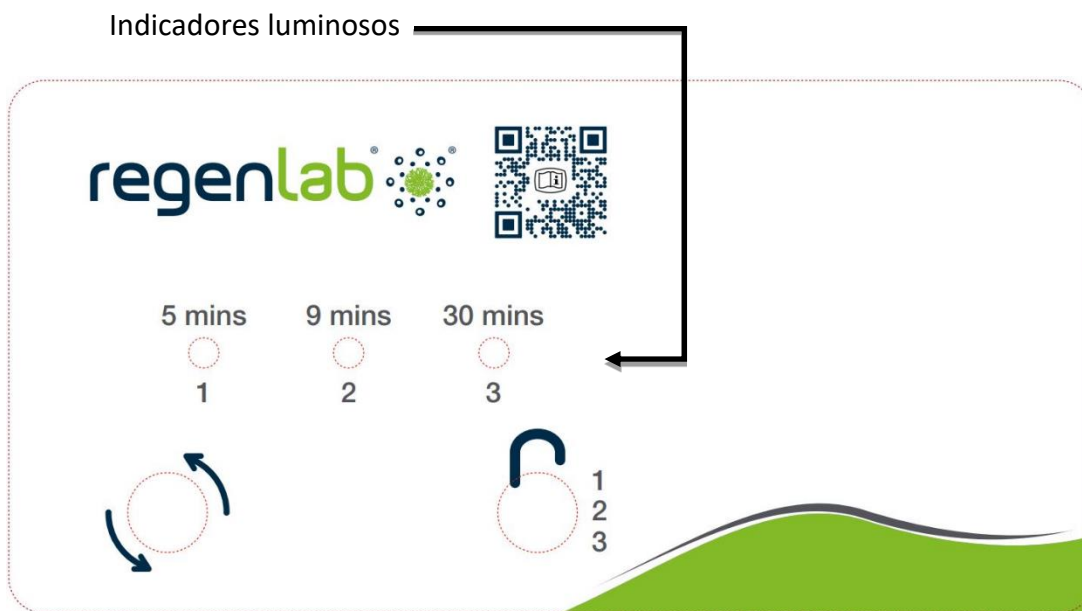 Indicadores luminosos
regenlab® ®
5 mins 9 mins 30 mins
1 2 3
1
2
3